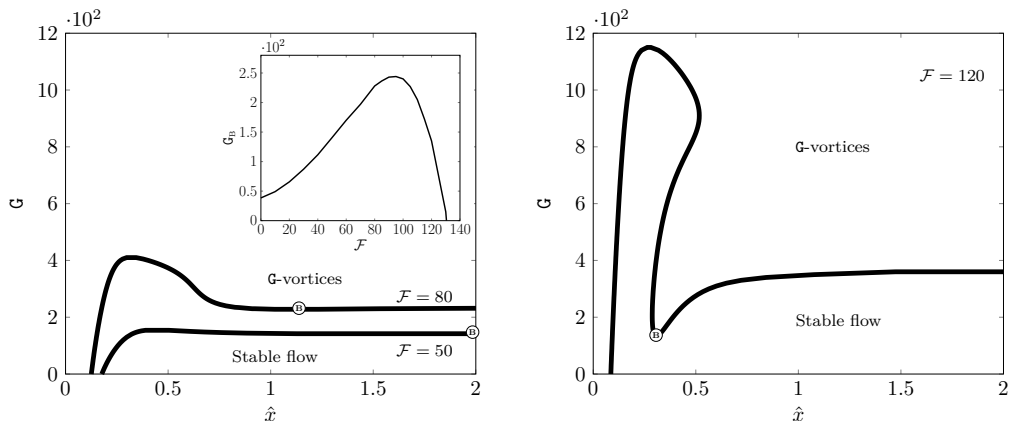 ·10²
12
10
8
6
4
2
0
G
0
0.5
1
1.5
2
x̂
G-vortices
ℱ = 80
ℱ = 50
Stable flow
B
B
·10²
2.5
2
1.5
1
0.5
0
G_B
0 20 40 60 80 100 120 140
ℱ
·10²
12
10
8
6
4
2
0
G
0
0.5
1
1.5
2
x̂
ℱ = 120
G-vortices
Stable flow
B